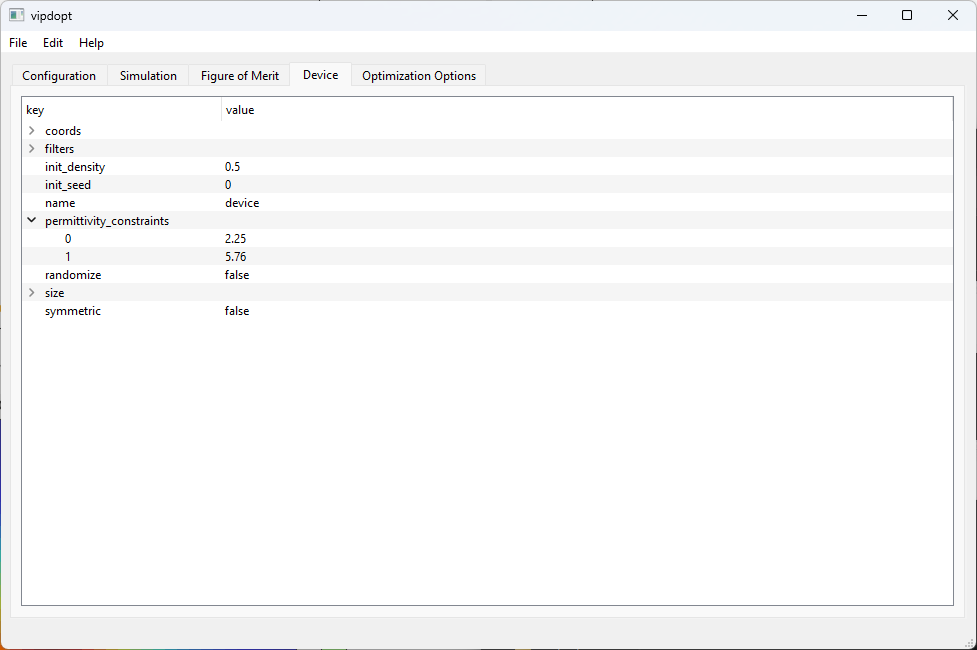 vipdopt
File Edit Help
Configuration Simulation Figure of Merit Device Optimization Options
key value
coords
filters
init_density 0.5
init_seed 0
name device
permittivity_constraints
0 2.25
1 5.76
randomize false
size
symmetric false